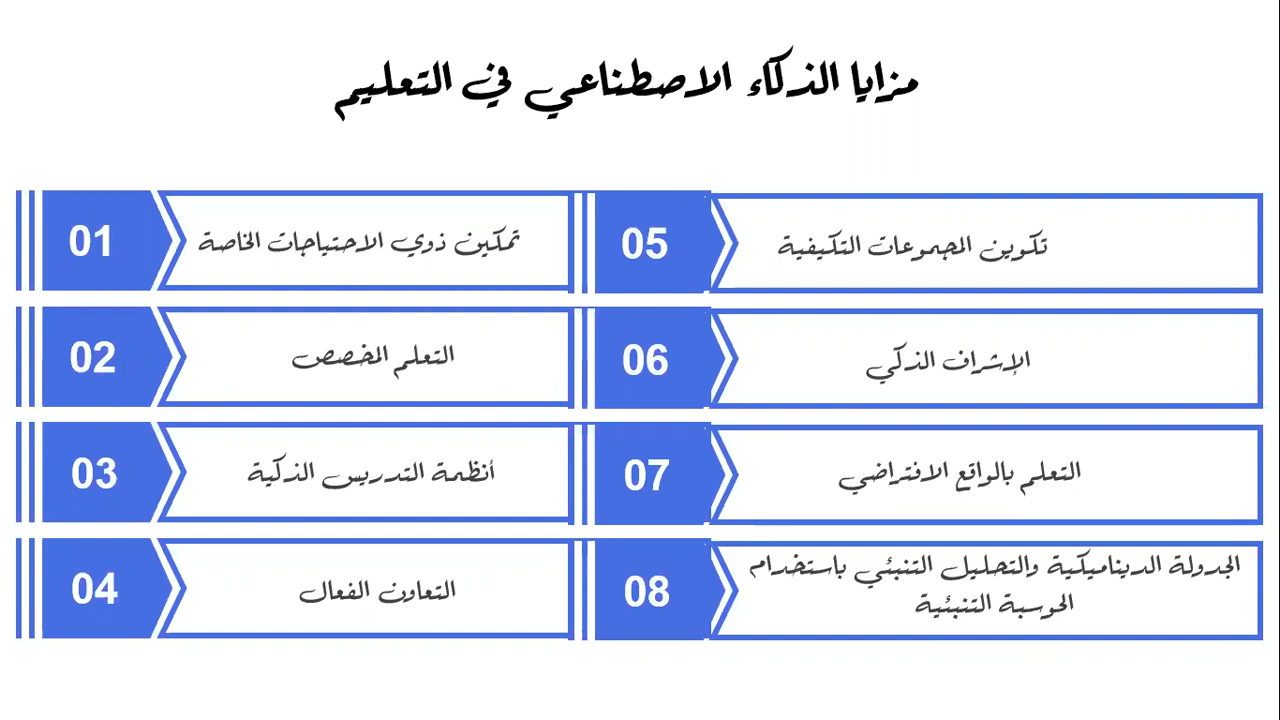 مزايا الذكاء الاصطناعي في التعليم
01
تمكين ذوي الاحتياجات الخاصة
02
التعلم المخصص
03
أنظمة التدريس الذكية
04
التعاون الفعال
05
تكوين المجموعات التكيفية
06
الإشراف الذكي
07
التعلم بالواقع الافتراضي
08
الجدولة الديناميكية والتحليل التنبئي باستخدام
الحوسبة التنبئية